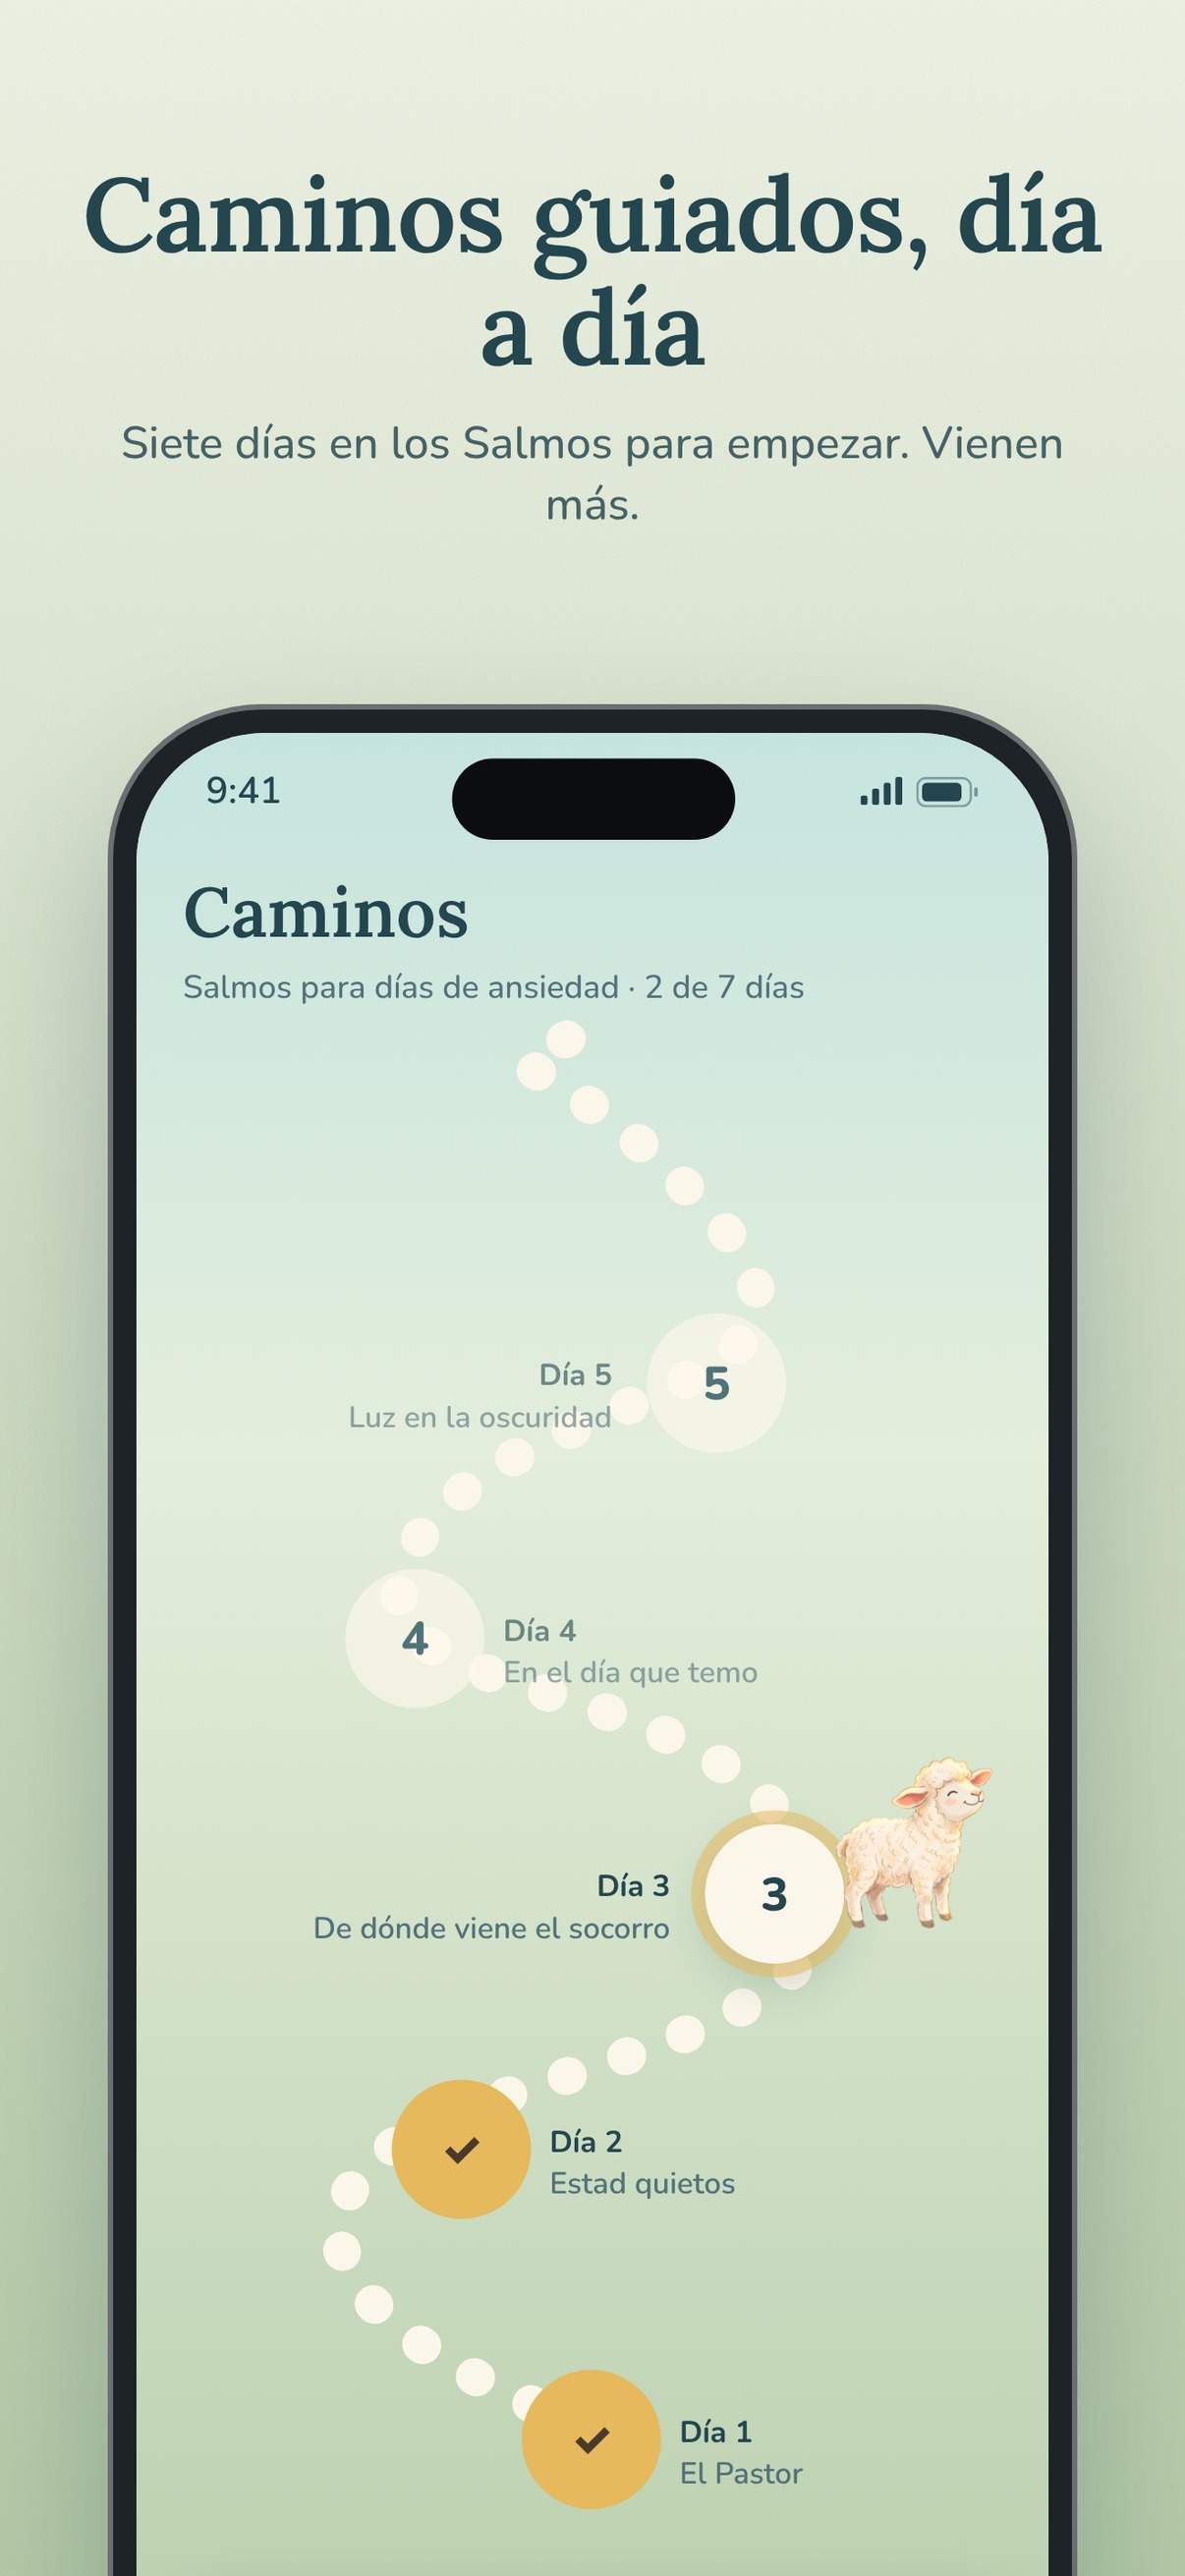 Caminos guiados, día
a día
Siete días en los Salmos para empezar. Vienen
más.
9:41
Caminos
Salmos para días de ansiedad · 2 de 7 días
Día 5
Luz en la oscuridad
5
4
Día 4
En el día que temo
Día 3
De dónde viene el socorro
3
Día 2
Estad quietos
Día 1
El Pastor